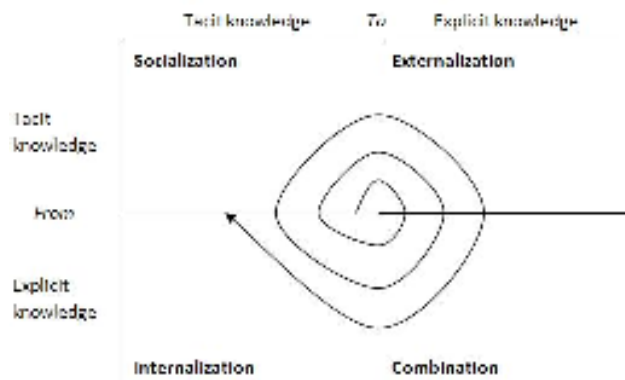 Tacit knowledge To Explicit knowledge
Socialization Externalization
Tacit
knowledge
From
Explicit
knowledge
Internalization Combination